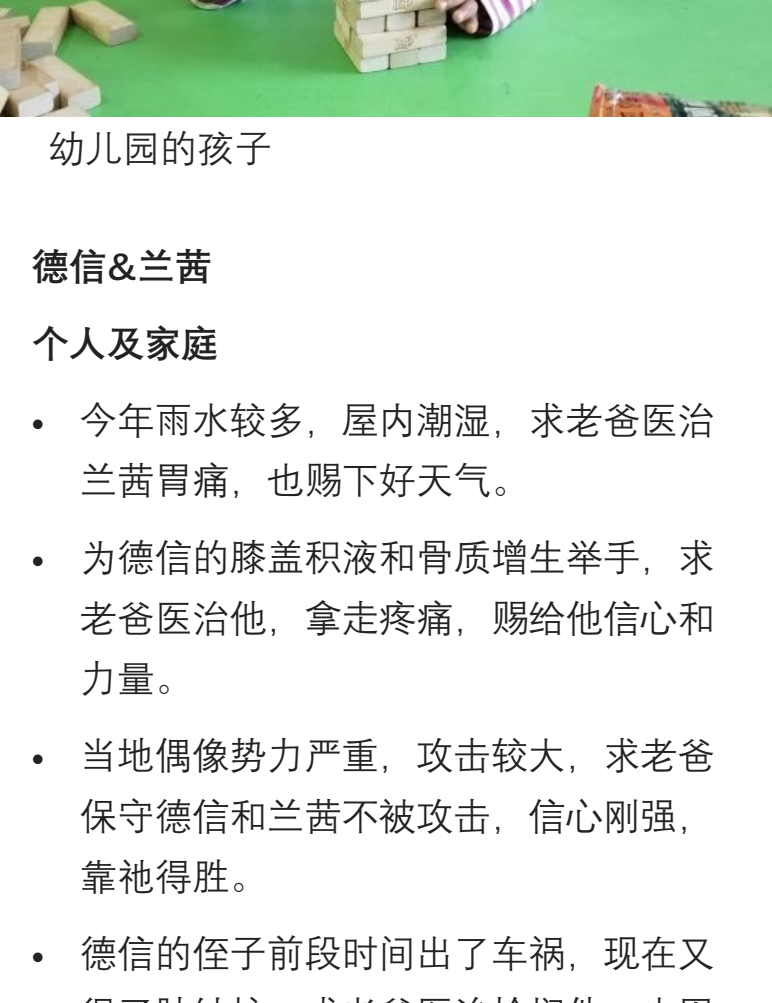 幼儿园的孩子
德信&兰茜
个人及家庭
• 今年雨水较多，屋内潮湿，求老爸医治
兰茜胃痛，也赐下好天气。
• 为德信的膝盖积液和骨质增生举手，求
老爸医治他，拿走疼痛，赐给他信心和
力量。
• 当地偶像势力严重，攻击较大，求老爸
保守德信和兰茜不被攻击，信心刚强，
靠祂得胜。
• 德信的侄子前段时间出了车祸，现在又